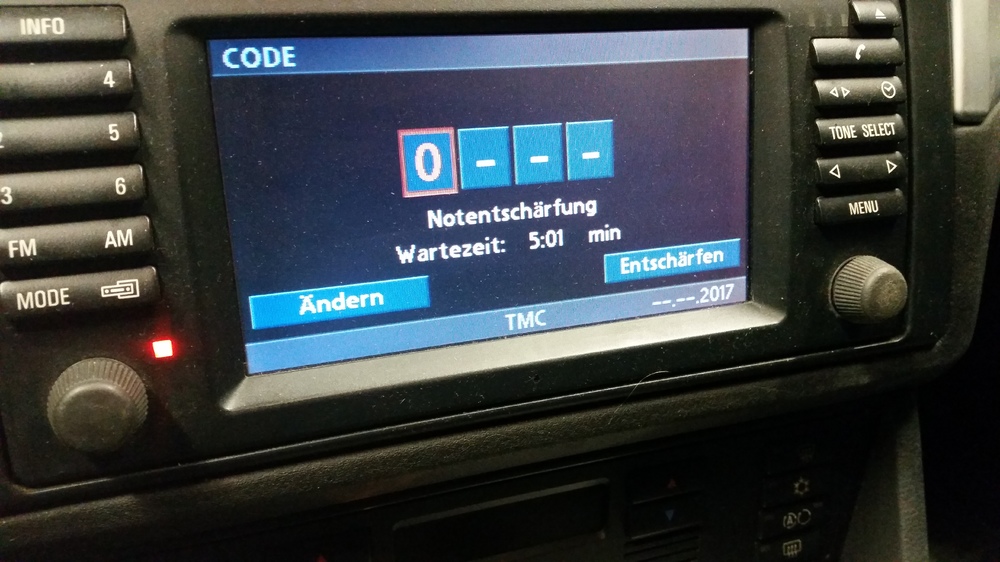 INFO
4
2 5
3 6
FM AM
MODE
CODE
0 - - -
Notentschärfung
Wartezeit: 5:01 min
Entschärfen
Ändern
--.--.2017
TMC
TONE SELECT
MENU
A